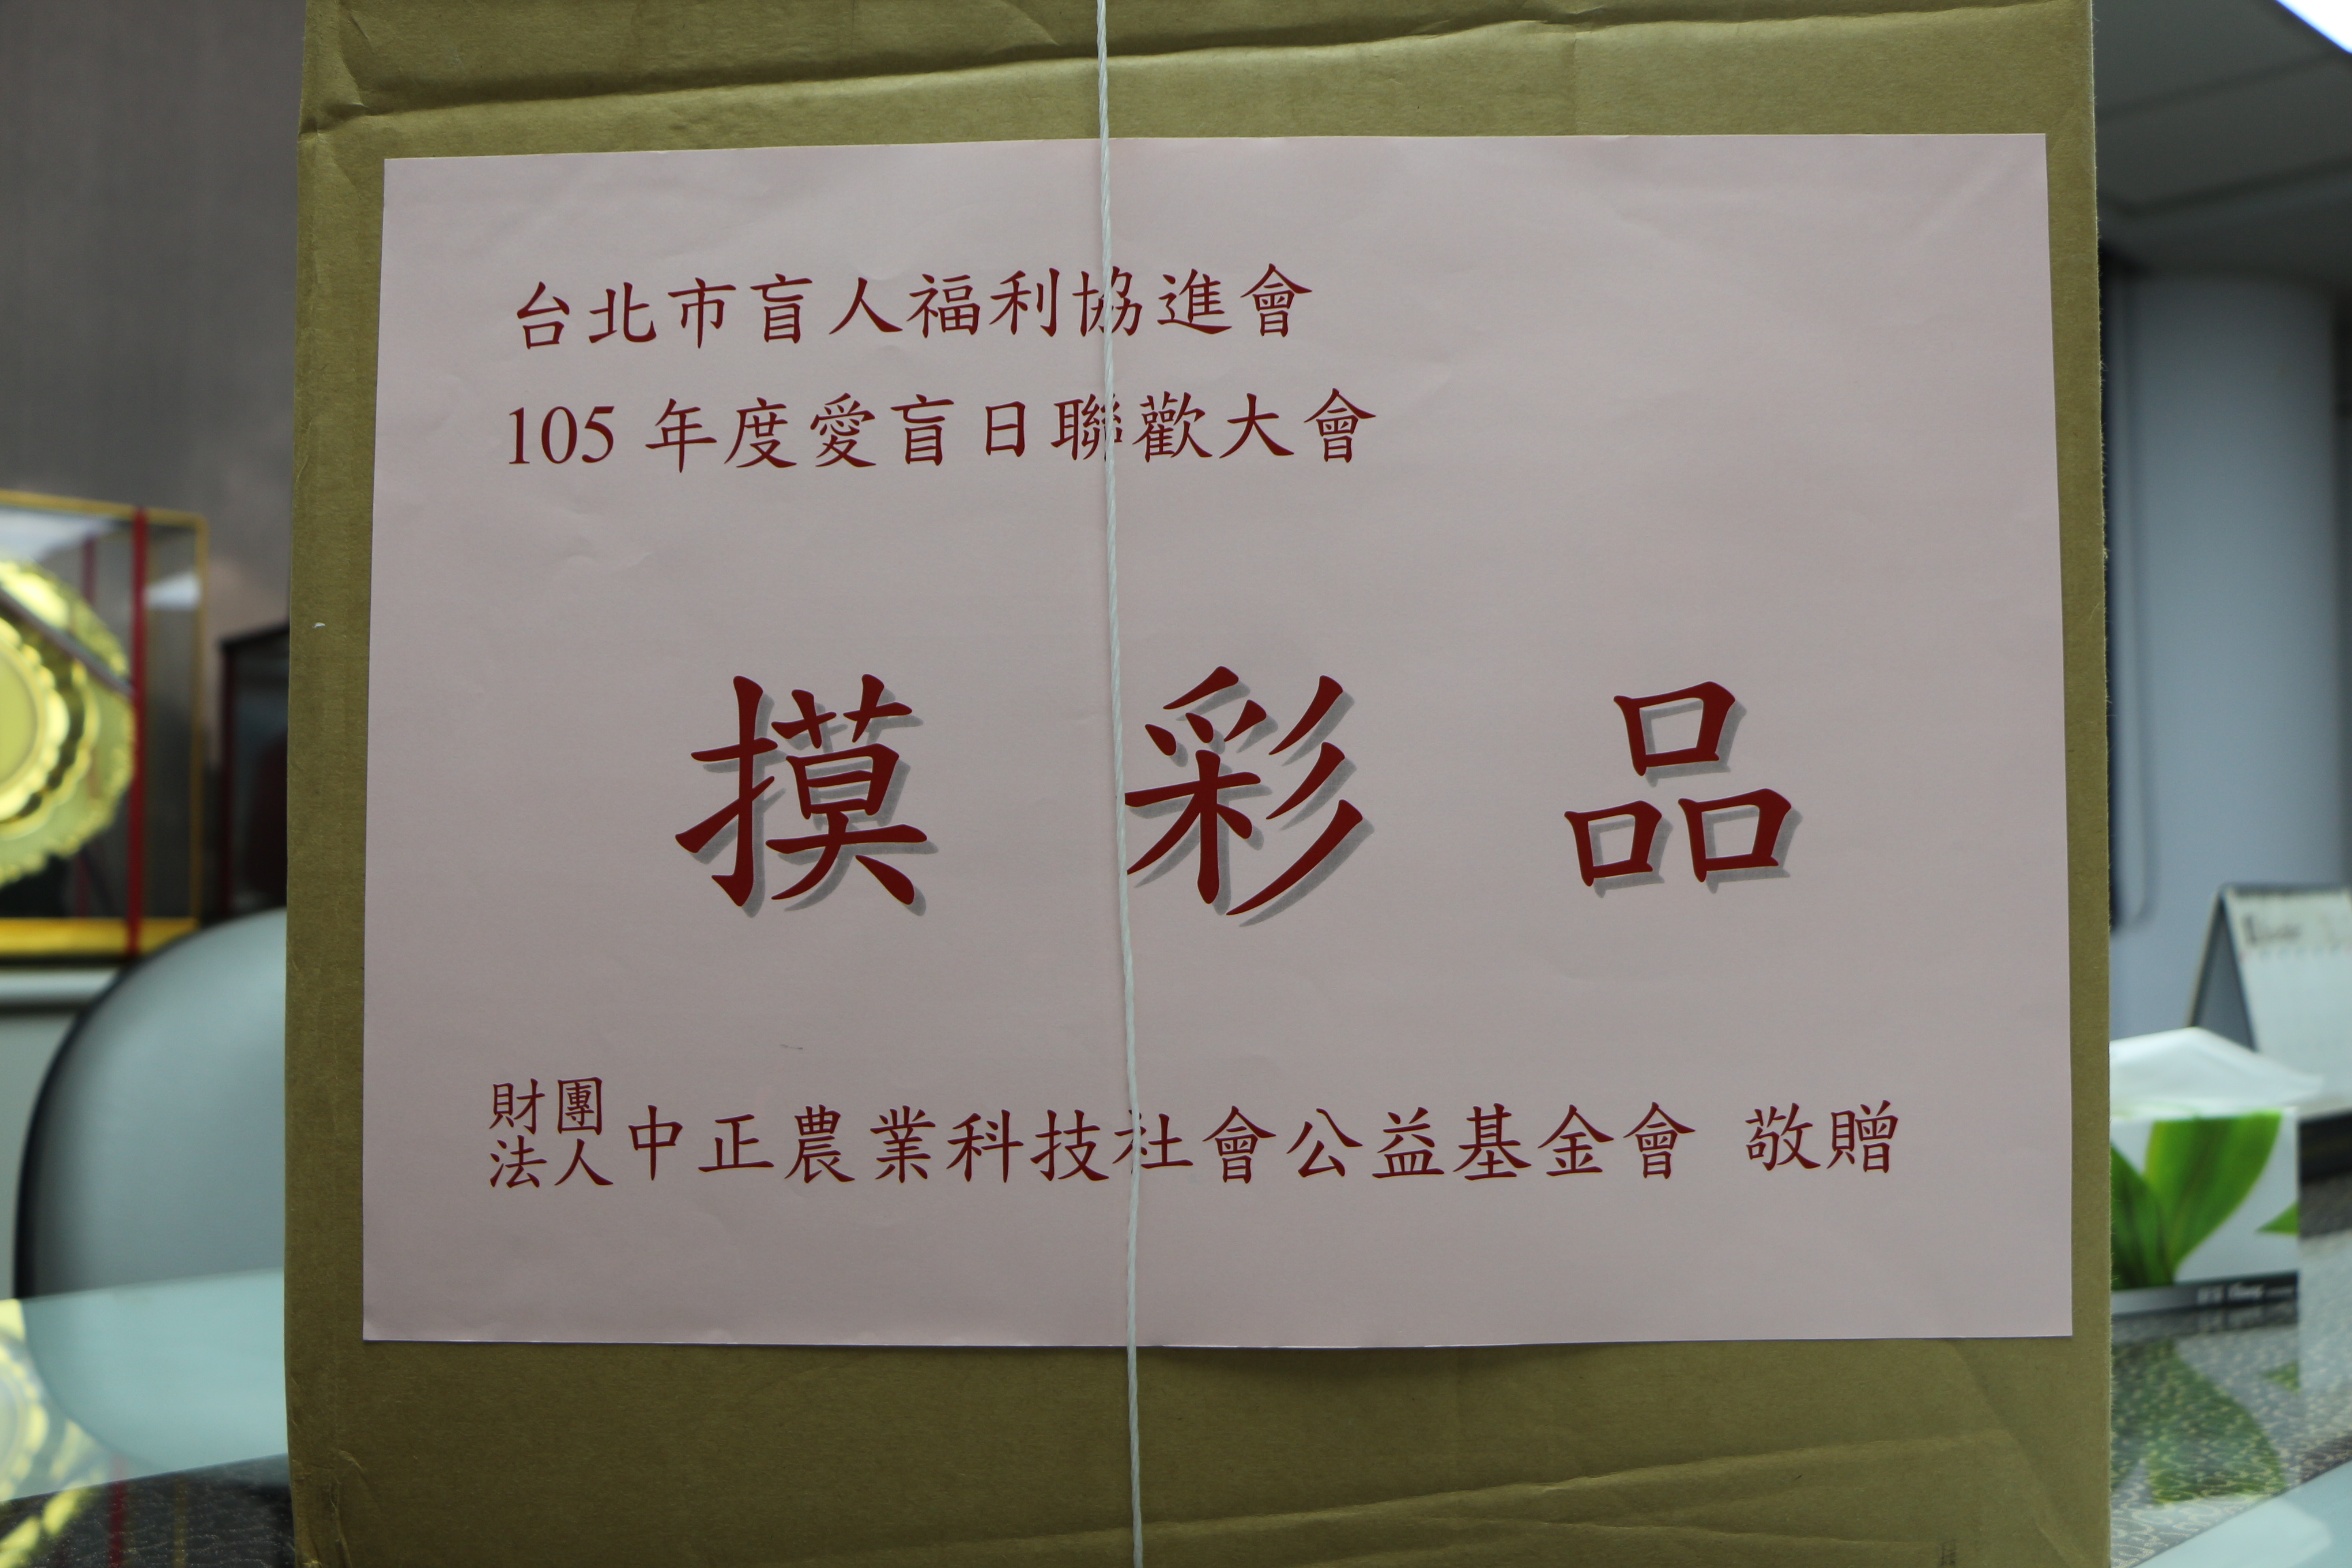 台北市盲人福利協進會
105 年度愛盲日聯歡大會
摸彩品
財團法人中正農業科技社會公益基金會 敬贈